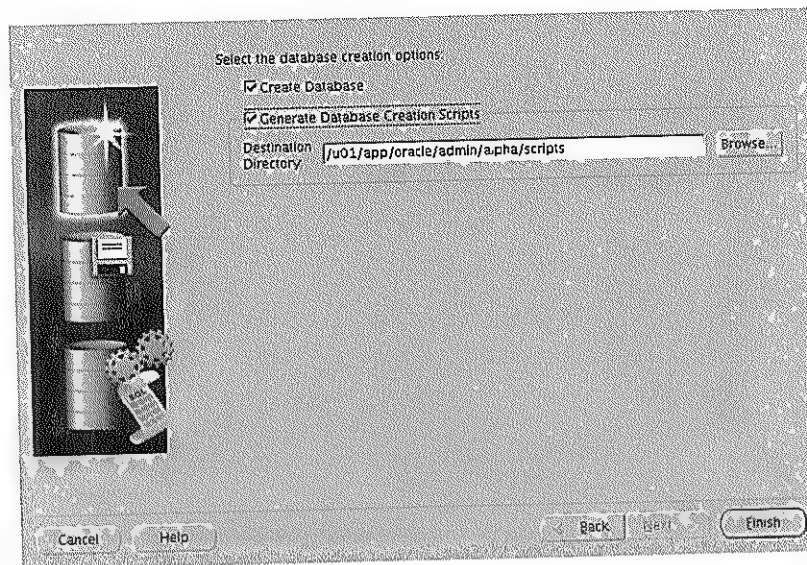 Select the database creation options:
Create Database
Generate Database Creation Scripts
Destination
Directory:
/u01/app/oracle/admin/a.pha/scripts
Browse...
SQL
Cancel
Help
Back
Next
Finish